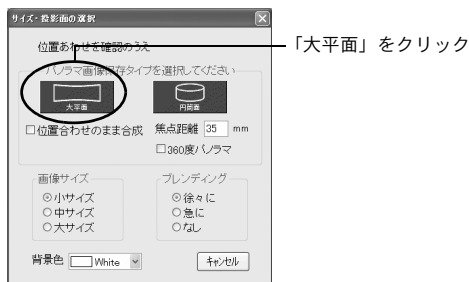 サイズ・投影面の選択
位置あわせを確認のうえ
「大平面」をクリック
パノラマ画像保存タイプを選択してください
大平面
円筒面
位置合わせのまま合成
焦点距離 35 mm
360度パノラマ
画像サイズ
小サイズ
中サイズ
大サイズ
ブレンディング
徐々に
急に
なし
背景色 White
キャンセル